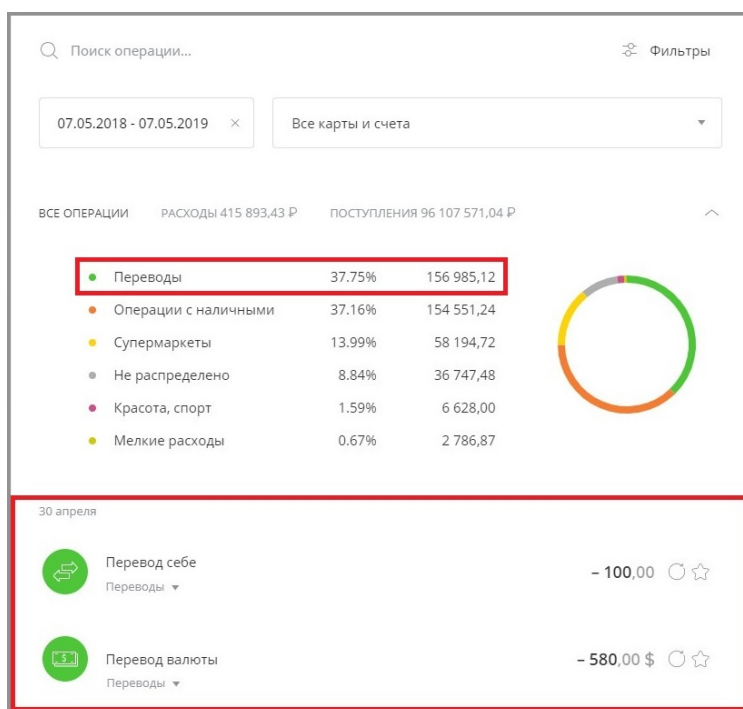 Поиск операции...
Фильтры
07.05.2018 - 07.05.2019 ×
Все карты и счета
ВСЕ ОПЕРАЦИИ РАСХОДЫ 415 893,43 ₽ ПОСТУПЛЕНИЯ 96 107 571,04 ₽
Переводы 37.75% 156 985,12
Операции с наличными 37.16% 154 551,24
Супермаркеты 13.99% 58 194,72
Не распределено 8.84% 36 747,48
Красота, спорт 1.59% 6 628,00
Мелкие расходы 0.67% 2 786,87
30 апреля
Перевод себе – 100,00
Переводы
Перевод валюты – 580,00 $
Переводы